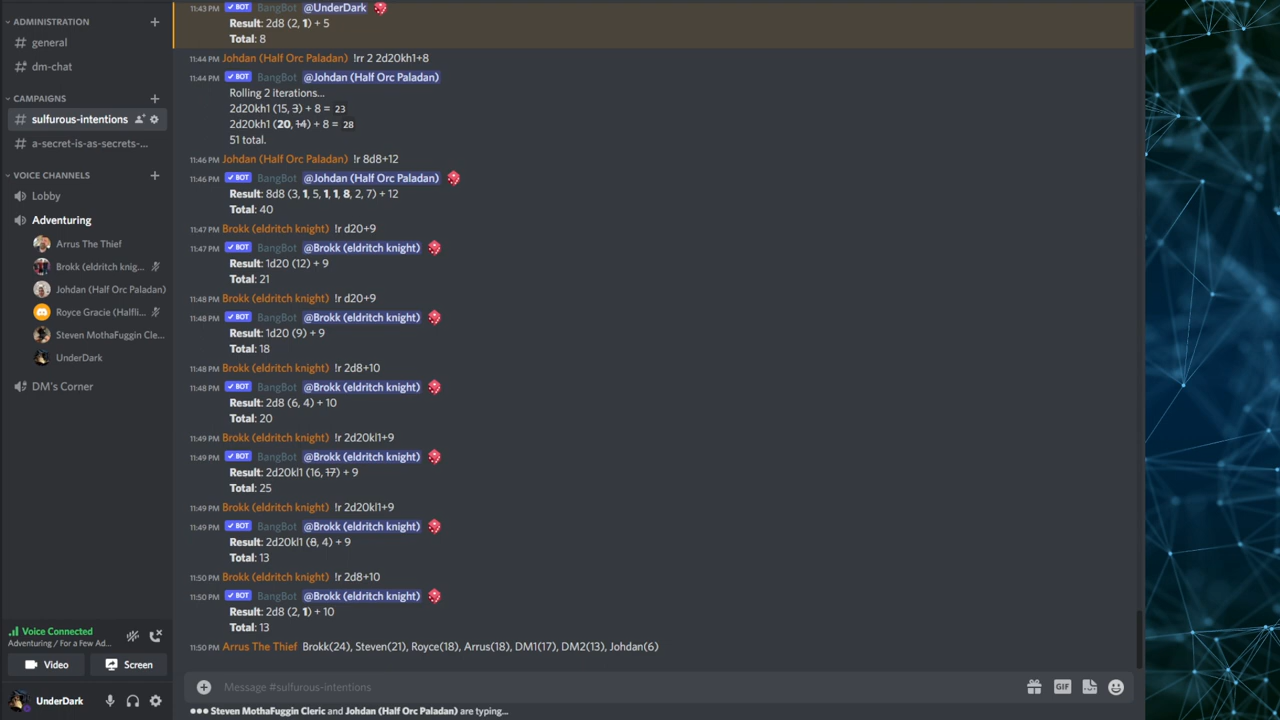 ADMINISTRATION
general
dm-chat
CAMPAIGNS
sulfurous-intentions
a-secret-is-as-secrets-...
VOICE CHANNELS
Lobby
Adventuring
Arrus The Thief
Brokk (eldritch knig...
Johdan (Half Orc Paladan)
Royce Gracie (Halfli...
Steven MothaFuggin Cle...
UnderDark
DM's Corner
Voice Connected
Adventuring / For a Few Ad...
Video
Screen
UnderDark
11:43 PM BOT BangBot @UnderDark
Result: 2d8 (2, 1) + 5
Total: 8
11:44 PM Johdan (Half Orc Paladan) !rr 2 2d20kh1+8
11:44 PM BOT BangBot @Johdan (Half Orc Paladan)
Rolling 2 iterations...
2d20kh1 (15, 3) + 8 = 23
2d20kh1 (20, 14) + 8 = 28
51 total.
11:46 PM Johdan (Half Orc Paladan) !r 8d8+12
11:46 PM BOT BangBot @Johdan (Half Orc Paladan)
Result: 8d8 (3, 1, 5, 1, 1, 8, 2, 7) + 12
Total: 40
11:47 PM Brokk (eldritch knight) !r d20+9
11:47 PM BOT BangBot @Brokk (eldritch knight)
Result: 1d20 (12) + 9
Total: 21
11:48 PM Brokk (eldritch knight) !r d20+9
11:48 PM BOT BangBot @Brokk (eldritch knight)
Result: 1d20 (9) + 9
Total: 18
11:48 PM Brokk (eldritch knight) !r 2d8+10
11:48 PM BOT BangBot @Brokk (eldritch knight)
Result: 2d8 (6, 4) + 10
Total: 20
11:49 PM Brokk (eldritch knight) !r 2d20kl1+9
11:49 PM BOT BangBot @Brokk (eldritch knight)
Result: 2d20kl1 (16, 17) + 9
Total: 25
11:49 PM Brokk (eldritch knight) !r 2d20kl1+9
11:49 PM BOT BangBot @Brokk (eldritch knight)
Result: 2d20kl1 (8, 4) + 9
Total: 13
11:50 PM Brokk (eldritch knight) !r 2d8+10
11:50 PM BOT BangBot @Brokk (eldritch knight)
Result: 2d8 (2, 1) + 10
Total: 13
11:50 PM Arrus The Thief Brokk(24), Steven(21), Royce(18), Arrus(18), DM1(17), DM2(13), Johdan(6)
Message #sulfurous-intentions
GIF
Steven MothaFuggin Cleric and Johdan (Half Orc Paladan) are typing...